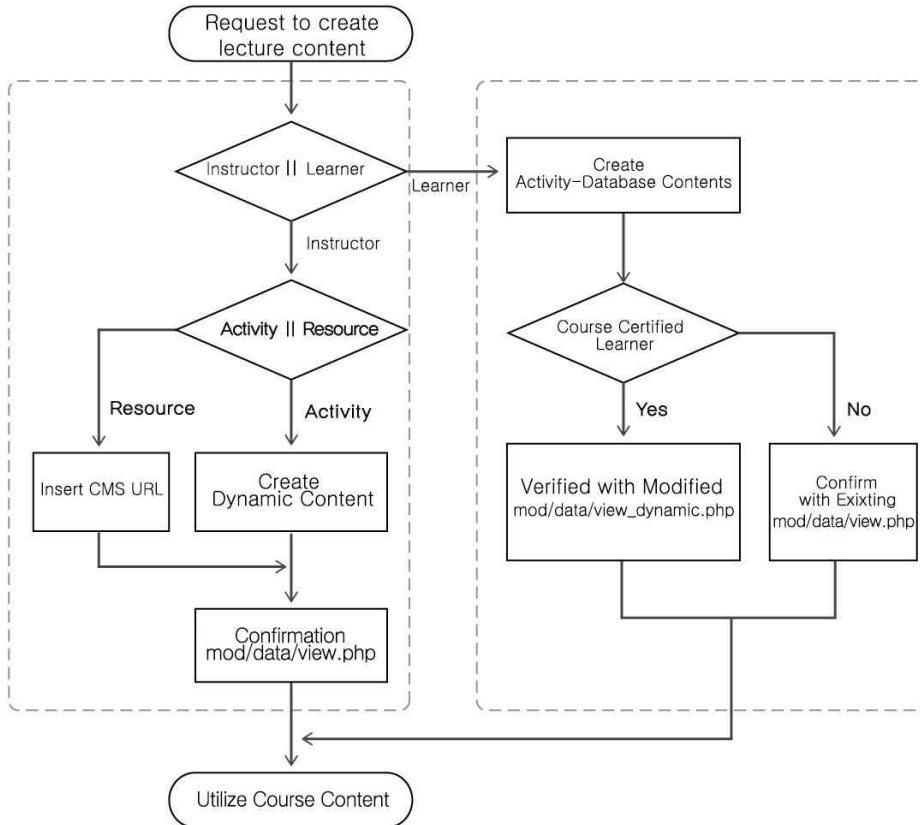 Request to create
lecture content
Instructor || Learner
Learner
Create
Activity-Database Contents
Instructor
Activity || Resource
Course Certified
Learner
Resource
Activity
Yes
No
Insert CMS URL
Create
Dynamic Content
Verified with Modified
mod/data/view_dynamic.php
Confirm
with Exixting
mod/data/view.php
Confirmation
mod/data/view.php
Utilize Course Content